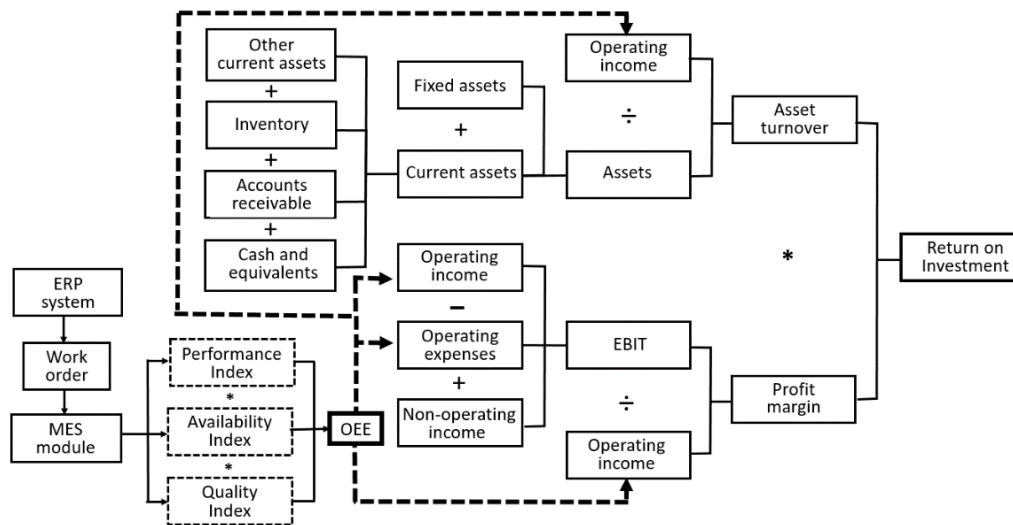 Other
current assets
+
Inventory
+
Accounts
receivable
+
Cash and
equivalents
Fixed assets
+
Current assets
Operating
income
÷
Assets
Asset
turnover
*
Return on
Investment
ERP
system
Work
order
MES
module
Performance
Index
*
Availability
Index
*
Quality
Index
OEE
Operating
income
−
Operating
expenses
+
Non-operating
income
EBIT
÷
Operating
income
Profit
margin